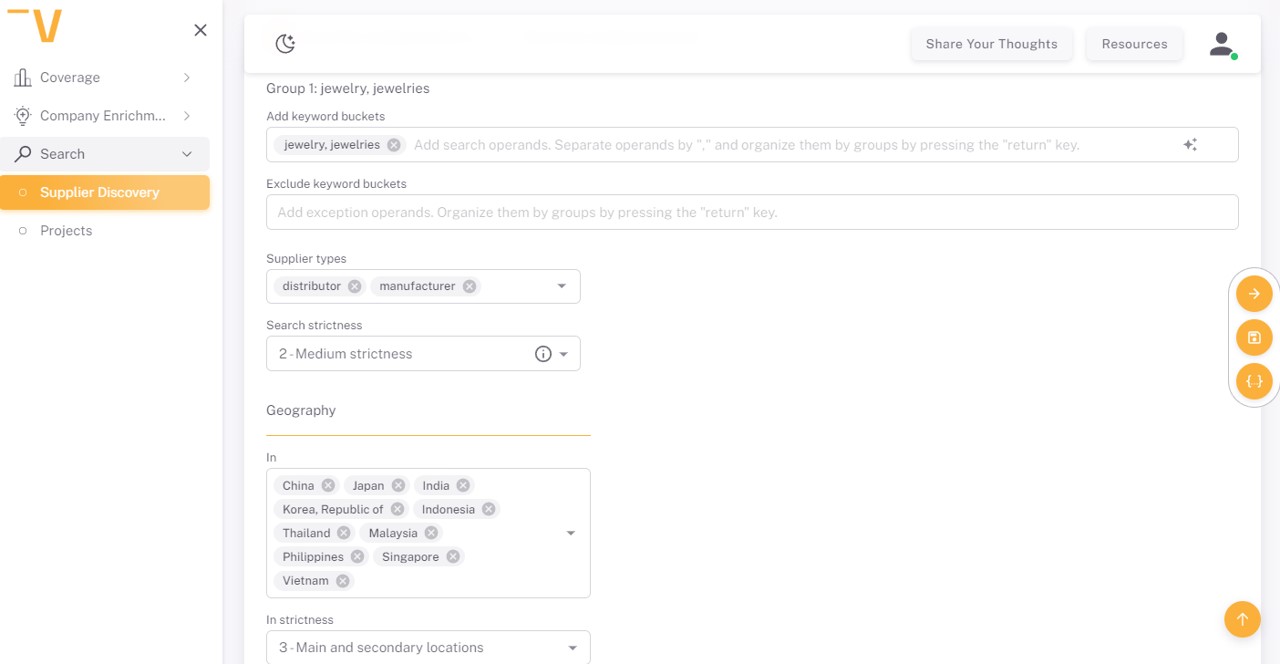 Coverage
Company Enrichm...
Search
Supplier Discovery
Projects
Share Your Thoughts
Resources
Group 1: jewelry, jewelries
Add keyword buckets
jewelry, jewelries Add search operands. Separate operands by "," and organize them by groups by pressing the "return" key.
Exclude keyword buckets
Add exception operands. Organize them by groups by pressing the "return" key.
Supplier types
distributor manufacturer
Search strictness
2 - Medium strictness
Geography
In
China Japan India
Korea, Republic of Indonesia
Thailand Malaysia
Philippines Singapore
Vietnam
In strictness
3 - Main and secondary locations